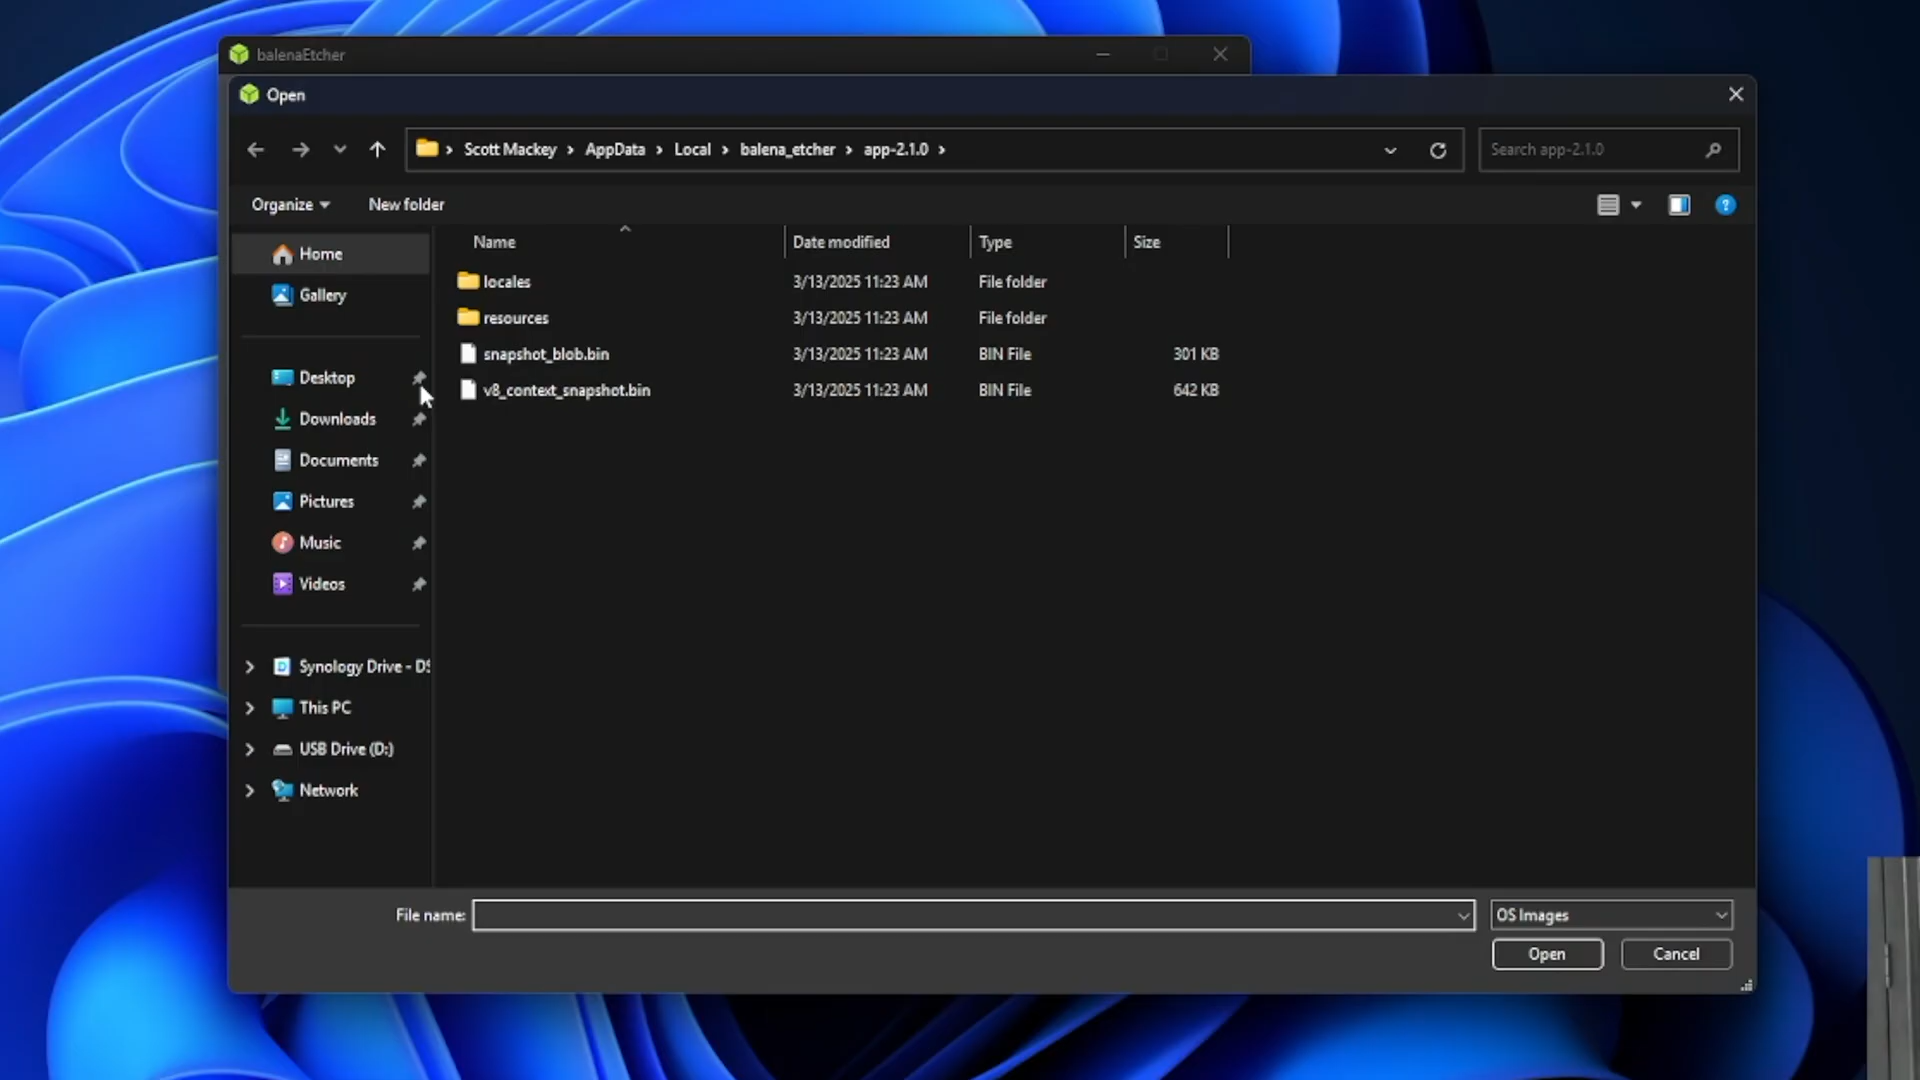 balenaEtcher
Open
Scott Mackey > AppData > Local > balena_etcher > app-2.1.0 >
Search app-2.1.0
Organize
New folder
Name
Date modified
Type
Size
Home
Gallery
Desktop
Downloads
Documents
Pictures
Music
Videos
Synology Drive - DS
This PC
USB Drive (D:)
Network
locales 3/13/2025 11:23 AM File folder
resources 3/13/2025 11:23 AM File folder
snapshot_blob.bin 3/13/2025 11:23 AM BIN File 301 KB
v8_context_snapshot.bin 3/13/2025 11:23 AM BIN File 642 KB
File name:
OS Images
Open
Cancel